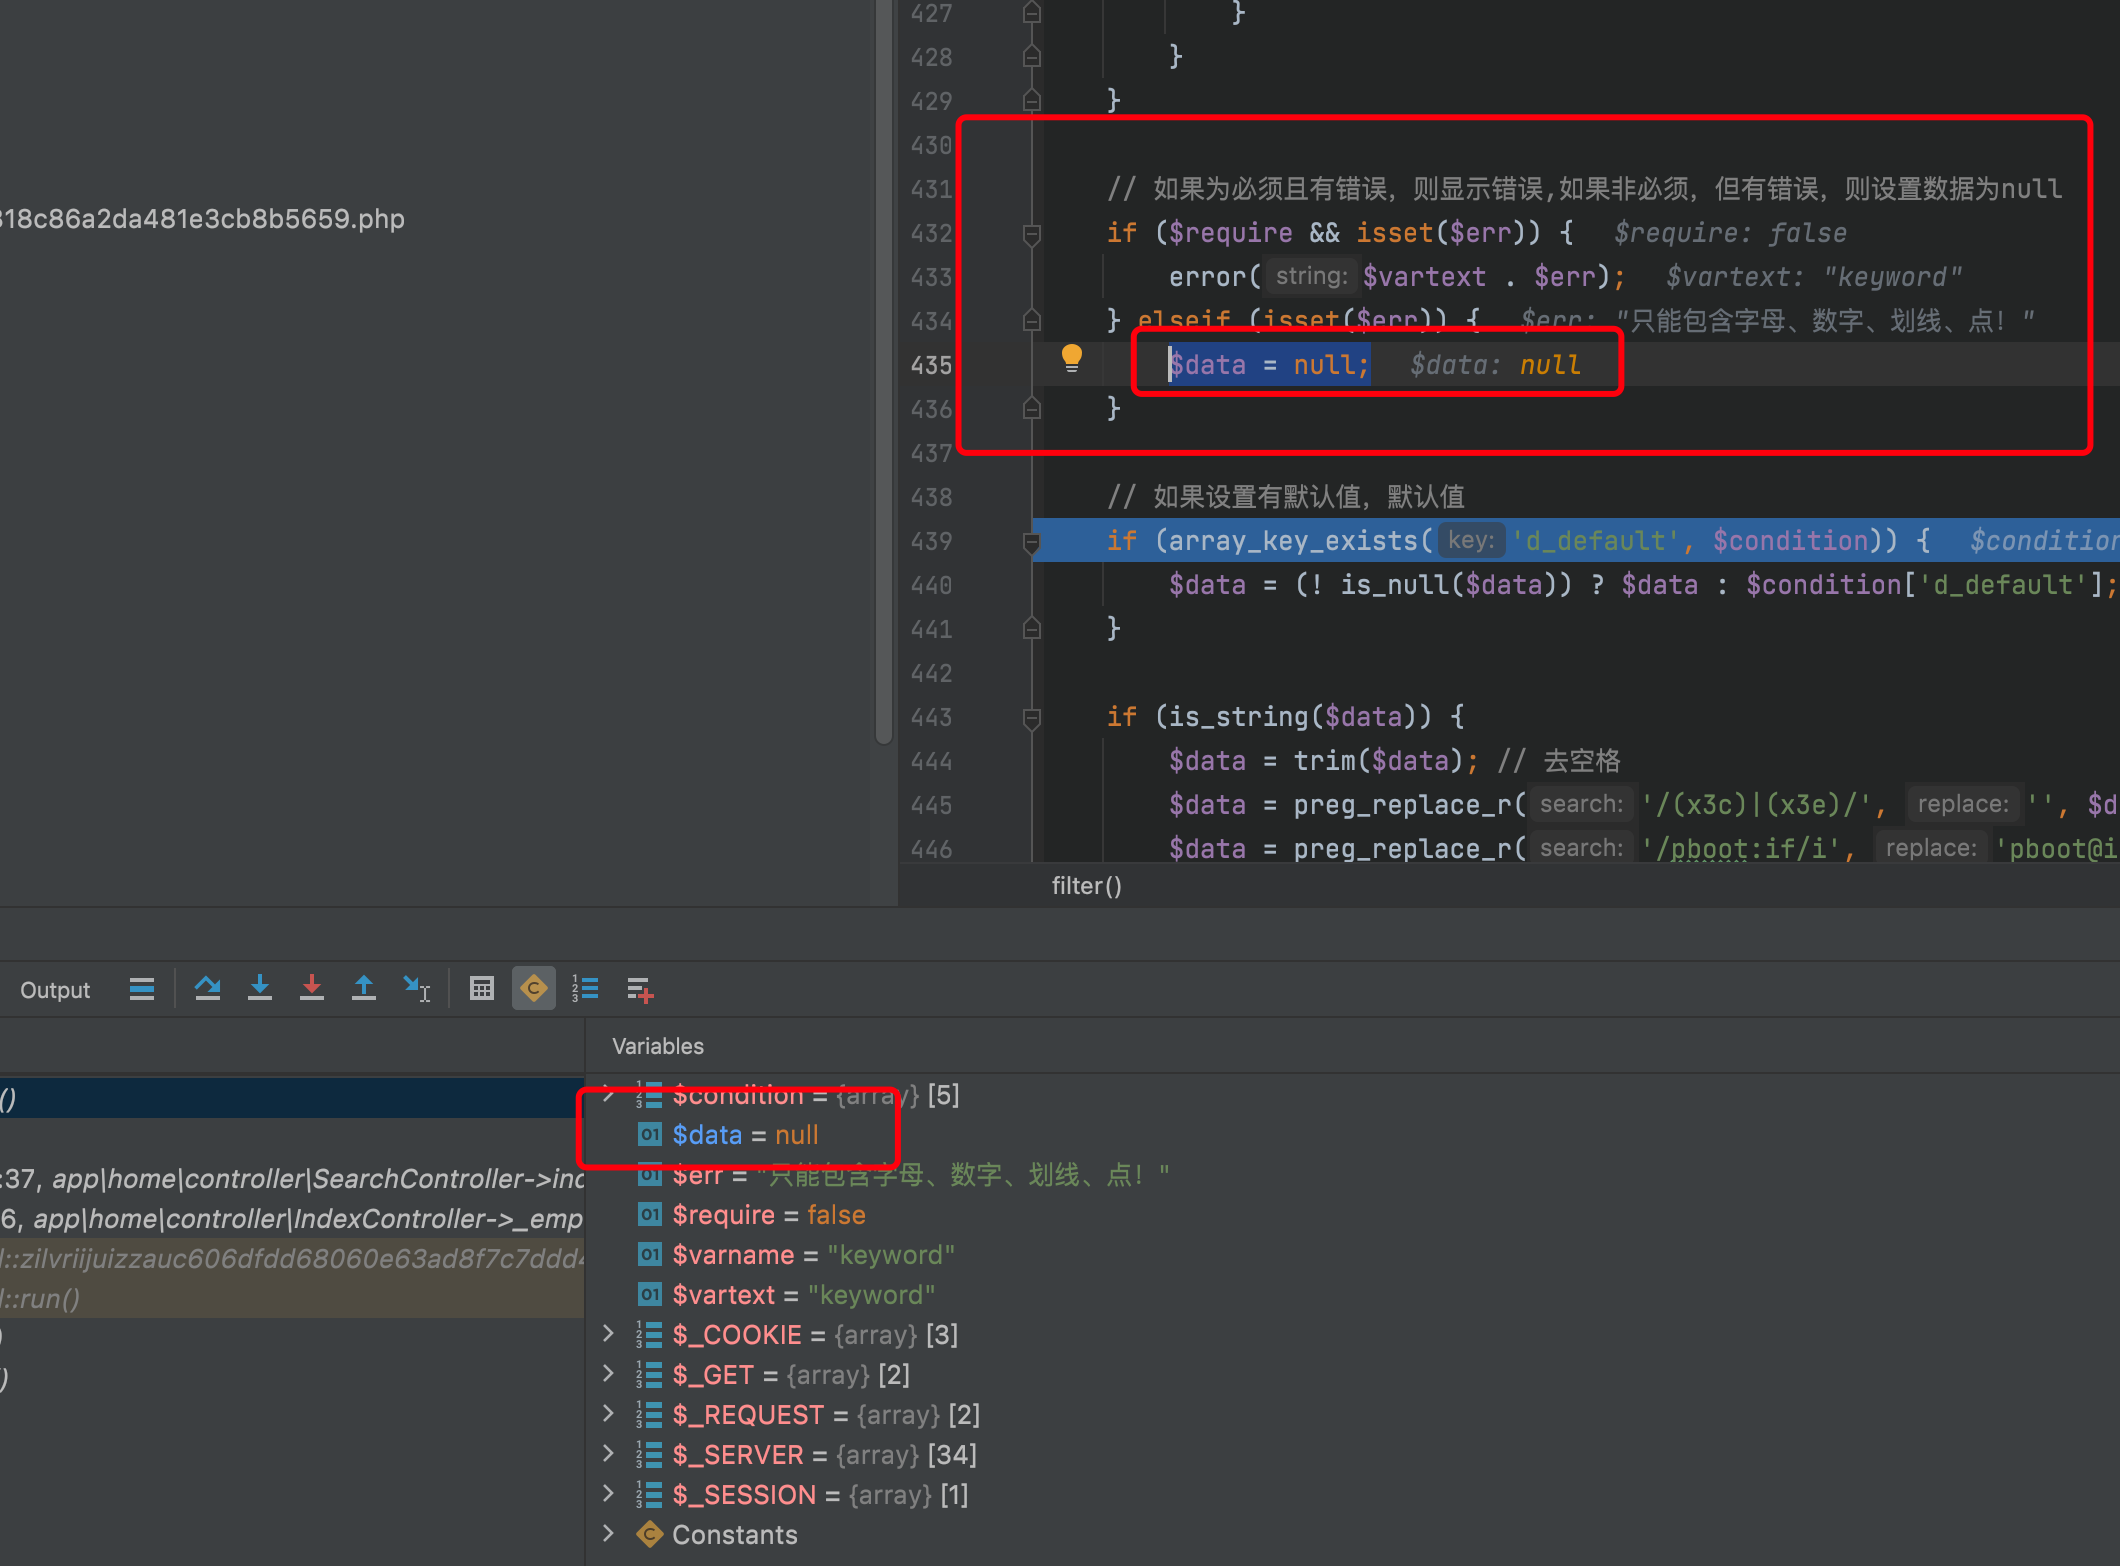 318c86a2da481e3cb8b5659.php
427 }
428 }
429 }
430
431 // 如果为必须且有错误，则显示错误,如果非必须，但有错误，则设置数据为null
432 if ($require && isset($err)) { $require: false
433 error( string: $vartext . $err); $vartext: "keyword"
434 } elseif (isset($err)) { $err: "只能包含字母、数字、划线、点！"
435 $data = null; $data: null
436 }
437
438 // 如果设置有默认值，默认值
439 if (array_key_exists( key: 'd_default', $condition)) { $condition
440 $data = (! is_null($data)) ? $data : $condition['d_default'];
441 }
442
443 if (is_string($data)) {
444 $data = trim($data); // 去空格
445 $data = preg_replace_r( search: '/(x3c)|(x3e)/', replace: '', $d
446 $data = preg_replace_r( search: '/pboot:if/i', replace: 'pboot@i
filter()
Output
Variables
()
:37, app\home\controller\SearchController->ind
6, app\home\controller\IndexController->_emp
l::zilvriijuizzauc606dfdd68060e63ad8f7c7ddd4
l::run()
)
)
$condition = {array} [5]
01 $data = null
01 $err = "只能包含字母、数字、划线、点！"
01 $require = false
01 $varname = "keyword"
01 $vartext = "keyword"
$_COOKIE = {array} [3]
$_GET = {array} [2]
$_REQUEST = {array} [2]
$_SERVER = {array} [34]
$_SESSION = {array} [1]
C Constants